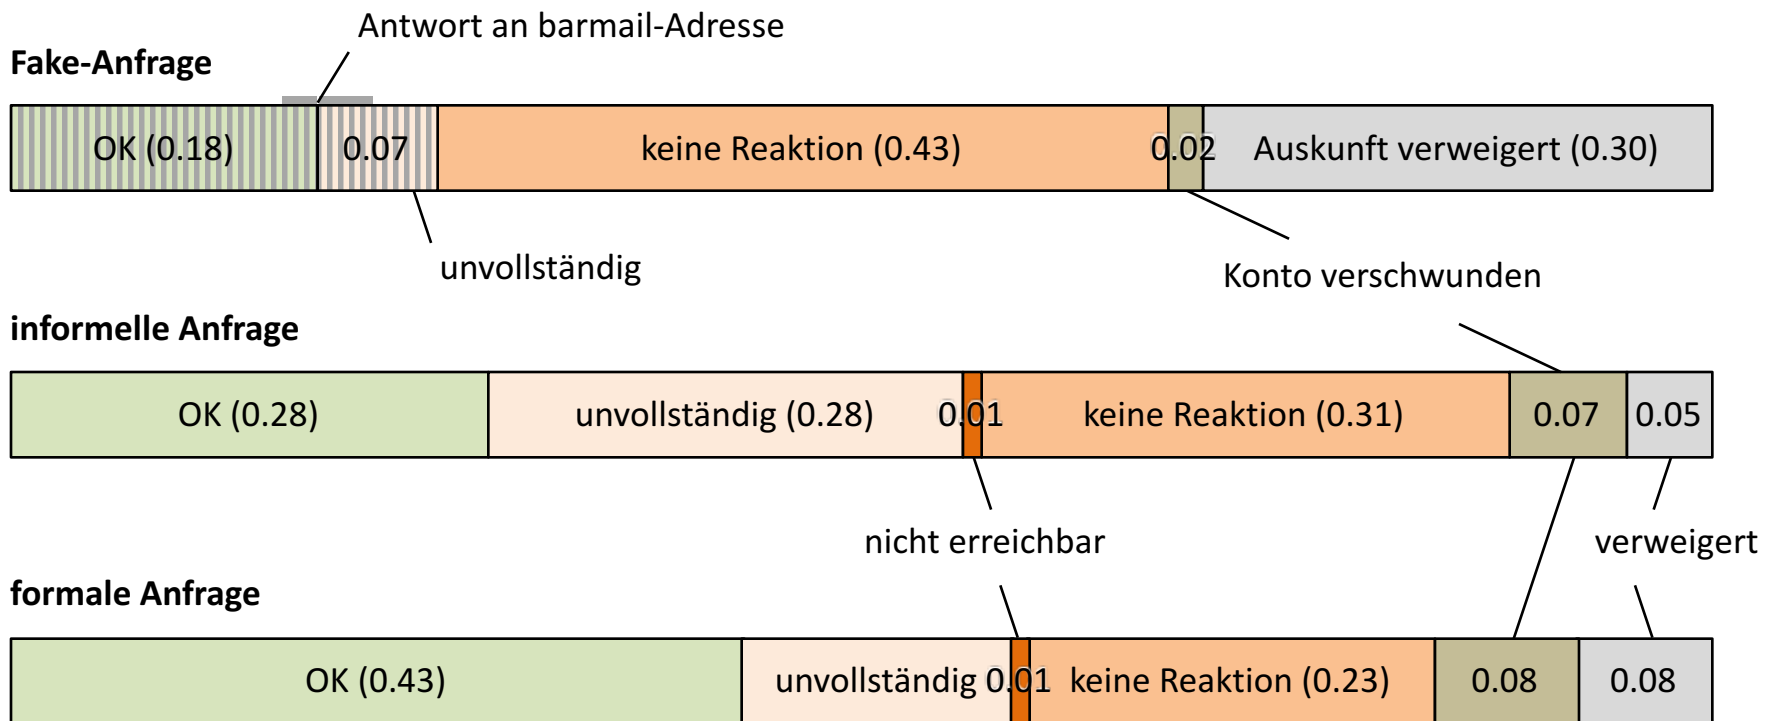 Antwort an barmail-Adresse
Fake-Anfrage
OK (0.18) 0.07 keine Reaktion (0.43) 0.02 Auskunft verweigert (0.30)
unvollständig
Konto verschwunden
informelle Anfrage
OK (0.28) unvollständig (0.28) 0.01 keine Reaktion (0.31) 0.07 0.05
nicht erreichbar
verweigert
formale Anfrage
OK (0.43) unvollständig 0.01 keine Reaktion (0.23) 0.08 0.08